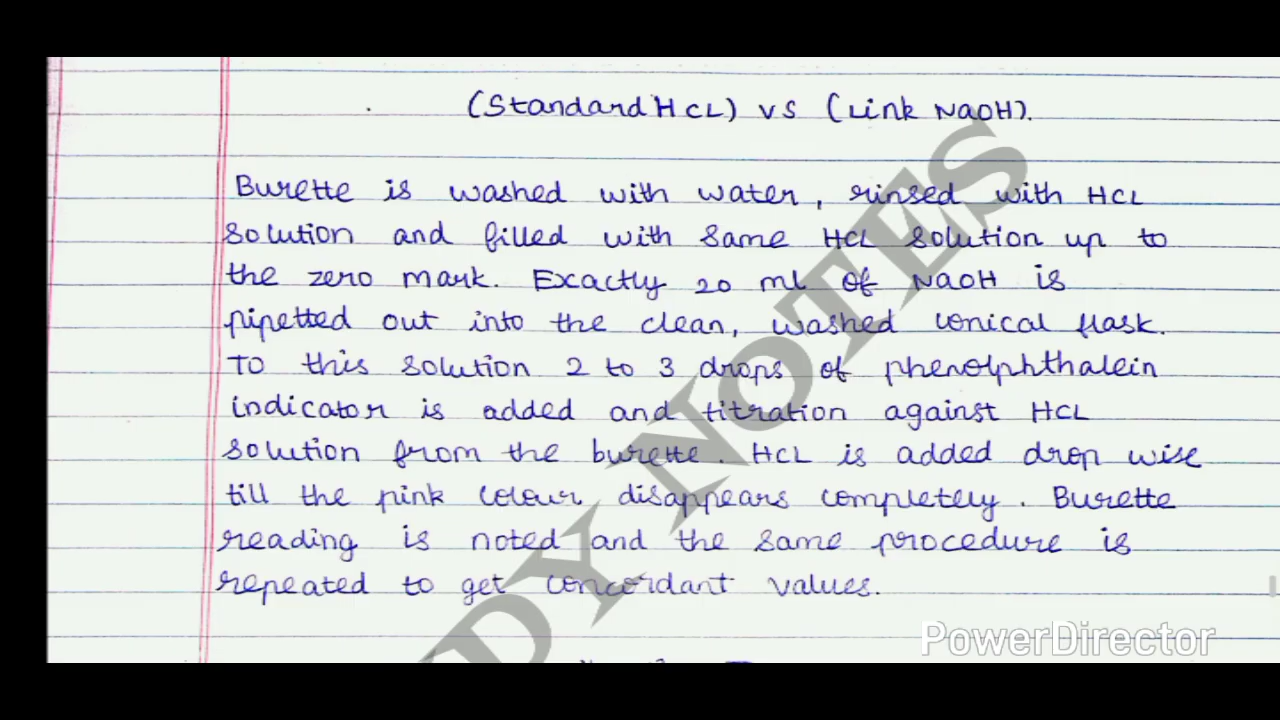 (Standard HCL) vs (Link NaOH).
Burette is washed with water, rinsed with HCL
solution and filled with same HCL solution up to
the zero mark. Exactly 20 ml of NaOH is
pipetted out into the clean, washed conical flask.
To this solution 2 to 3 drops of phenolphthalein
indicator is added and titration against HCL
solution from the burette. HCL is added drop wise
till the pink colour disappears completely. Burette
reading is noted and the same procedure is
repeated to get concordant values.
DY NOTES
PowerDirector